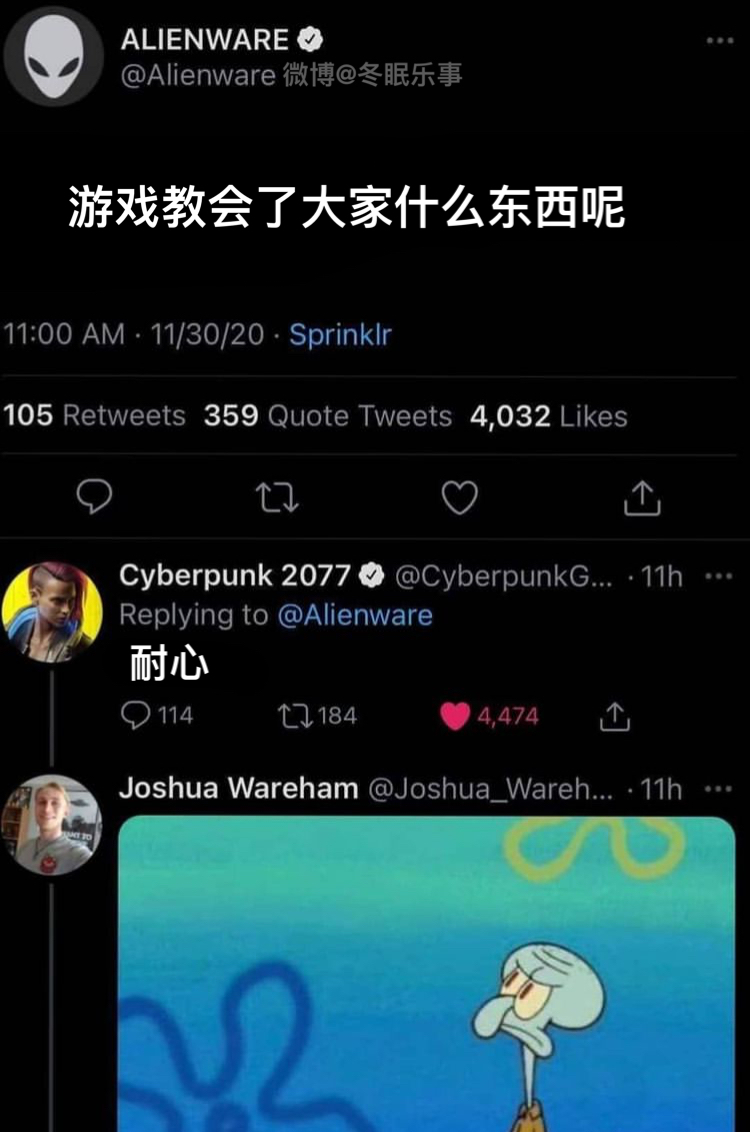 ALIENWARE
@Alienware 微博@冬眠乐事
游戏教会了大家什么东西呢
11:00 AM · 11/30/20 · Sprinklr
105 Retweets 359 Quote Tweets 4,032 Likes
Cyberpunk 2077 @CyberpunkG... · 11h
Replying to @Alienware
耐心
114 184 4,474
Joshua Wareham @Joshua_Wareh... · 11h